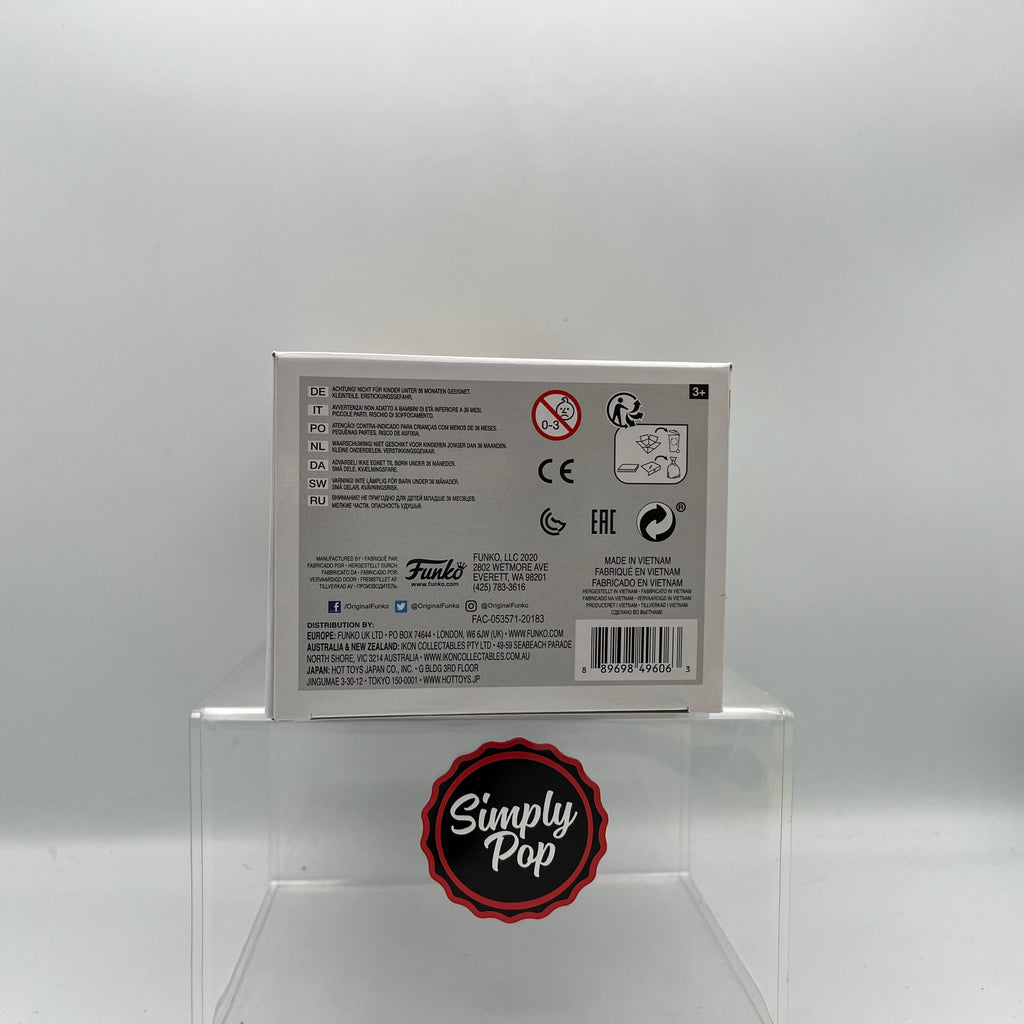 DE ACHTUNG! NICHT FÜR KINDER UNTER 36 MONATEN GEEIGNET.
KLEINTEILE. ERSTICKUNGSGEFAHR.
IT AVVERTENZA! NON ADATTO A BAMBINI DI ETÀ INFERIORE A 36 MESI.
PICCOLE PARTI. RISCHIO DI SOFFOCAMENTO.
PO ATENÇÃO! CONTRA-INDICADO PARA CRIANÇAS COM MENOS DE 36 MESES.
PEQUENAS PARTES. RISCO DE ASFIXIA.
NL WAARSCHUWING! NIET GESCHIKT VOOR KINDEREN JONGER DAN 36 MAANDEN.
KLEINE ONDERDELEN. VERSTIKKINGSGEVAAR.
DA ADVARSEL! IKKE EGNET TIL BØRN UNDER 36 MÅNEDER.
SMÅ DELE. KVÆLNINGSFARE.
SW VARNING! INTE LÄMPLIG FÖR BARN UNDER 36 MÅNADER.
SMÅ DELAR. KVÄVNINGSRISK.
RU ВНИМАНИЕ! НЕ ПРИГОДНО ДЛЯ ДЕТЕЙ МЛАДШЕ 36 МЕСЯЦЕВ.
МЕЛКИЕ ЧАСТИ. ОПАСНОСТЬ УДУШЬЯ.
0-3
3+
CE
EAC
®
MANUFACTURED BY • FABRIQUÉ PAR
FABRICADO POR • HERGESTELLT DURCH
FABBRICATO DA • FABRICADO POR
VERVAARDIGD DOOR • FREMSTILLET AF
TILLVERKAD AV • ПРОИЗВОДИТЕЛЬ:
Funko
www.funko.com
FUNKO, LLC 2020
2802 WETMORE AVE
EVERETT, WA 98201
(425) 783-3616
MADE IN VIETNAM
FABRIQUÉ EN VIETNAM
FABRICADO EN VIETNAM
HERGESTELLT IN VIETNAM • FABBRICATO IN VIETNAM
FABRICADO NA VIETNAM • VERVAARDIGD IN VIETNAM
PRODUCERET I VIETNAM • TILLVERKAD I VIETNAM
СДЕЛАНО ВО ВЬЕТНАМЕ
/OriginalFunko @OriginalFunko @OriginalFunko
FAC-053571-20183
DISTRIBUTION BY:
EUROPE: FUNKO UK LTD • PO BOX 74644 • LONDON, W6 6JW (UK) • WWW.FUNKO.COM
AUSTRALIA & NEW ZEALAND: IKON COLLECTABLES PTY LTD • 49-59 SEABEACH PARADE
NORTH SHORE, VIC 3214 AUSTRALIA • WWW.IKONCOLLECTABLES.COM.AU
JAPAN: HOT TOYS JAPAN CO., INC. • G BLDG 3RD FLOOR
JINGUMAE 3-30-12 • TOKYO 150-0001 • WWW.HOTTOYS.JP
8 89698 49606 3
Simply
Pop